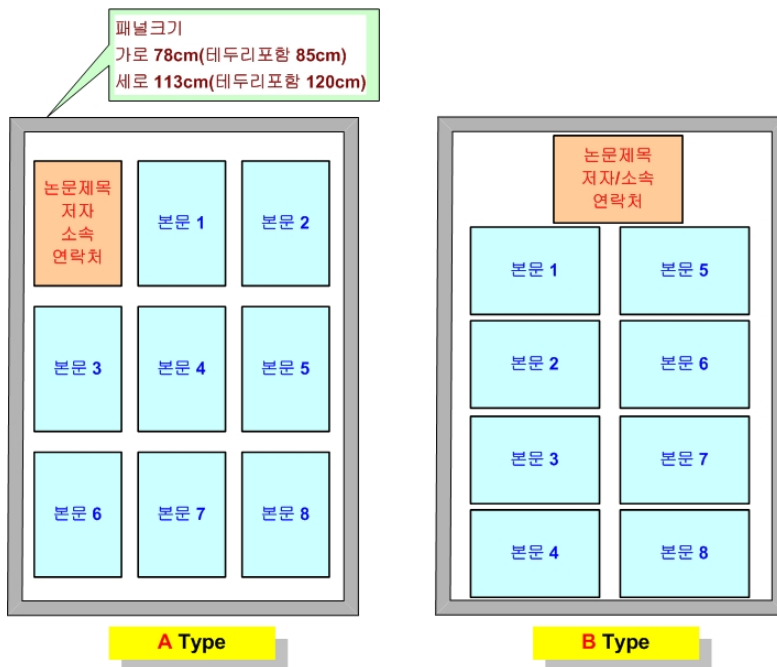 패널크기
가로 78cm(테두리포함 85cm)
세로 113cm(테두리포함 120cm)
논문제목
저자
소속
연락처
본문 1
본문 2
본문 3
본문 4
본문 5
본문 6
본문 7
본문 8
A Type
논문제목
저자/소속
연락처
본문 1
본문 2
본문 3
본문 4
본문 5
본문 6
본문 7
본문 8
B Type